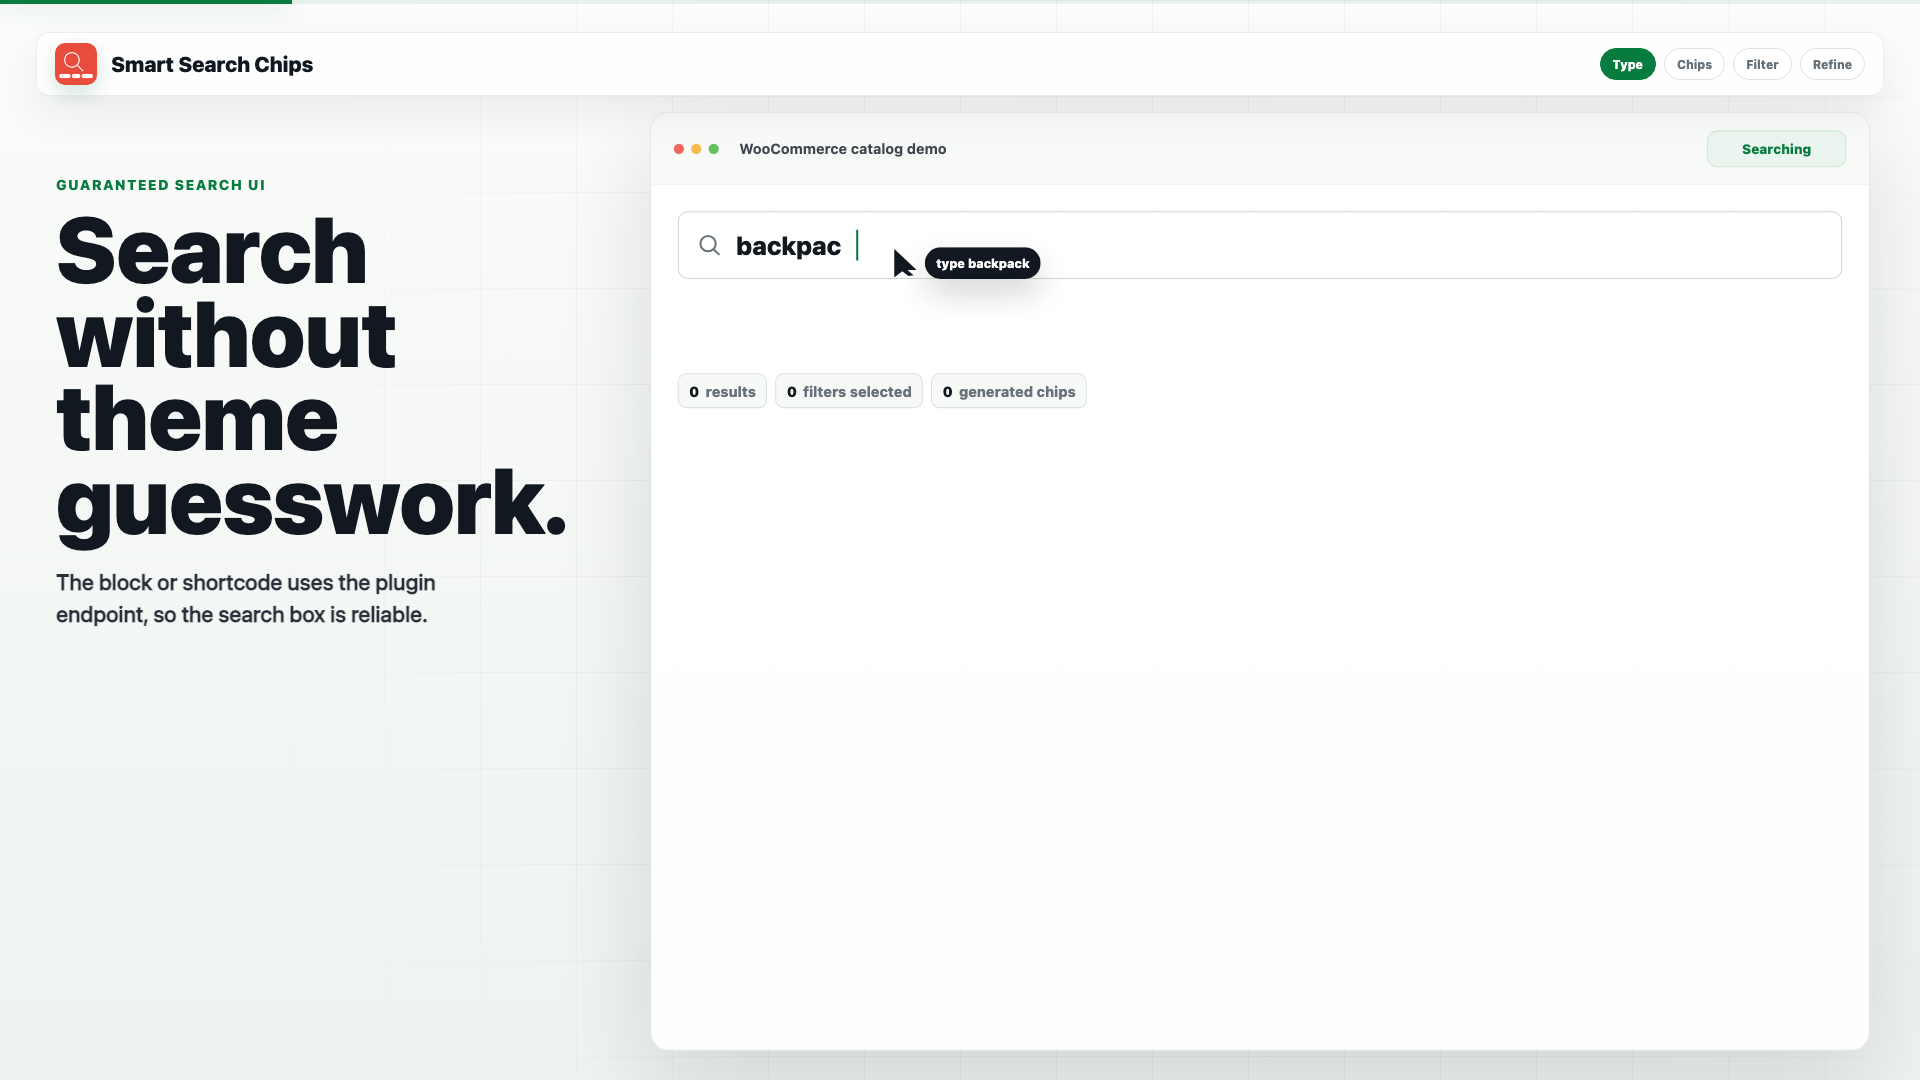 Smart Search Chips
Type
Chips
Filter
Refine
GUARANTEED SEARCH UI
Search
without
theme
guesswork.
The block or shortcode uses the plugin
endpoint, so the search box is reliable.
WooCommerce catalog demo
Searching
backpac
type backpack
0 results
0 filters selected
0 generated chips